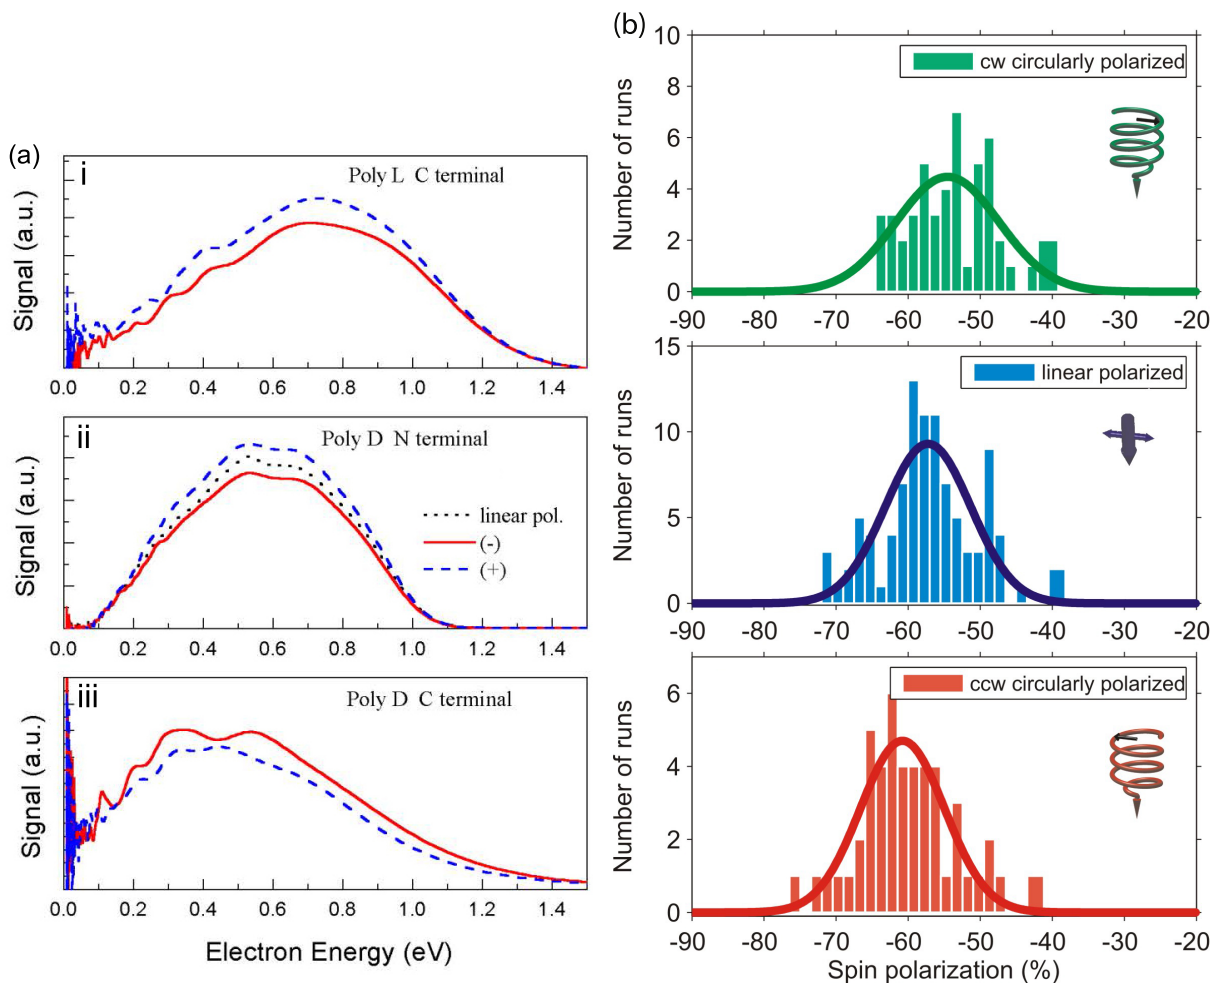 (a)
i
Poly L C terminal
Signal (a.u.)
0.0 0.2 0.4 0.6 0.8 1.0 1.2 1.4
ii
Poly D N terminal
linear pol.
(-)
(+)
Signal (a.u.)
0.0 0.2 0.4 0.6 0.8 1.0 1.2 1.4
iii
Poly D C terminal
Signal (a.u.)
0.0 0.2 0.4 0.6 0.8 1.0 1.2 1.4
Electron Energy (eV)
(b)
cw circularly polarized
Number of runs
10
8
6
4
2
0
-90 -80 -70 -60 -50 -40 -30 -20
linear polarized
Number of runs
15
10
5
0
-90 -80 -70 -60 -50 -40 -30 -20
ccw circularly polarized
Number of runs
6
4
2
0
-90 -80 -70 -60 -50 -40 -30 -20
Spin polarization (%)